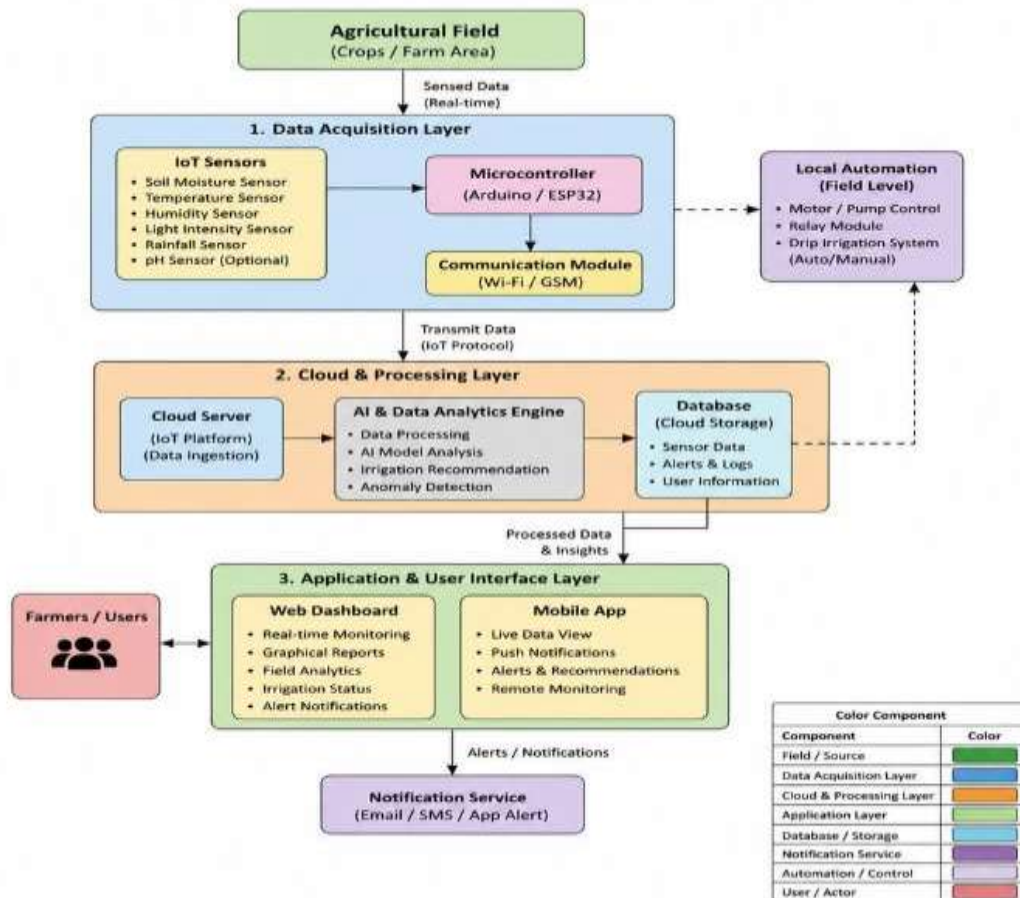 Agricultural Field
(Crops / Farm Area)
Sensed Data
(Real-time)
1. Data Acquisition Layer
IoT Sensors
• Soil Moisture Sensor
• Temperature Sensor
• Humidity Sensor
• Light Intensity Sensor
• Rainfall Sensor
• pH Sensor (Optional)
Microcontroller
(Arduino / ESP32)
Communication Module
(Wi-Fi / GSM)
Local Automation
(Field Level)
• Motor / Pump Control
• Relay Module
• Drip Irrigation System
(Auto/Manual)
Transmit Data
(IoT Protocol)
2. Cloud & Processing Layer
Cloud Server
(IoT Platform)
(Data Ingestion)
AI & Data Analytics Engine
• Data Processing
• AI Model Analysis
• Irrigation Recommendation
• Anomaly Detection
Database
(Cloud Storage)
• Sensor Data
• Alerts & Logs
• User Information
Processed Data
& Insights
3. Application & User Interface Layer
Farmers / Users
Web Dashboard
• Real-time Monitoring
• Graphical Reports
• Field Analytics
• Irrigation Status
• Alert Notifications
Mobile App
• Live Data View
• Push Notifications
• Alerts & Recommendations
• Remote Monitoring
Alerts / Notifications
Notification Service
(Email / SMS / App Alert)
Color Component
Component Color
Field / Source
Data Acquisition Layer
Cloud & Processing Layer
Application Layer
Database / Storage
Notification Service
Automation / Control
User / Actor